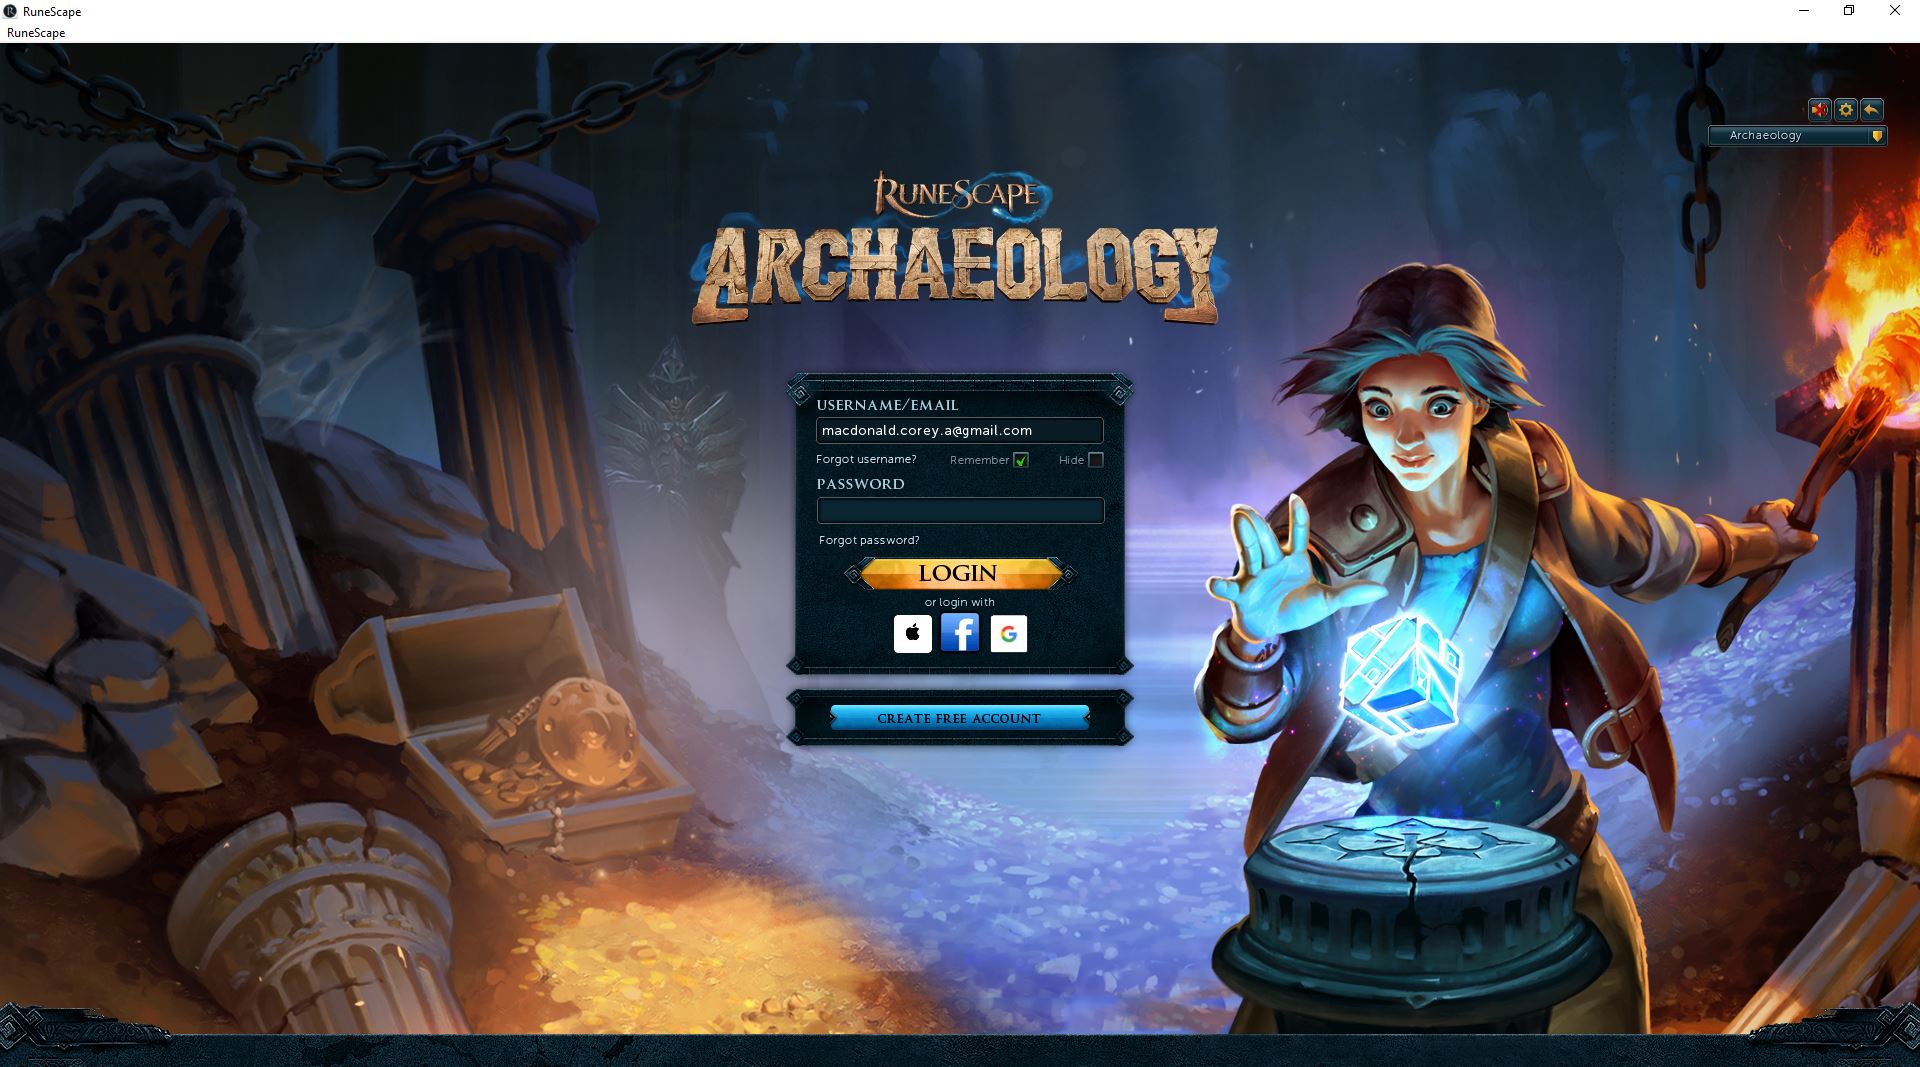 RuneScape
RuneScape
Archaeology
RUNESCAPE
ARCHAEOLOGY
USERNAME/EMAIL
macdonald.corey.a@gmail.com
Forgot username? Remember Hide
PASSWORD
Forgot password?
LOGIN
or login with
CREATE FREE ACCOUNT